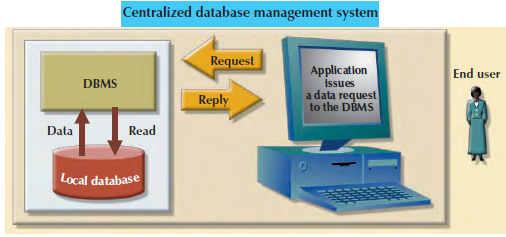 Centralized database management system
DBMS
Data
Read
Local database
Request
Reply
Application
issues
a data request
to the DBMS
End user